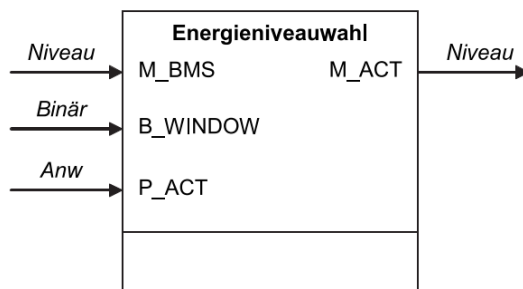 Energieniveauwahl
Niveau
M_BMS
M_ACT
Niveau
Binär
B_WINDOW
Anw
P_ACT